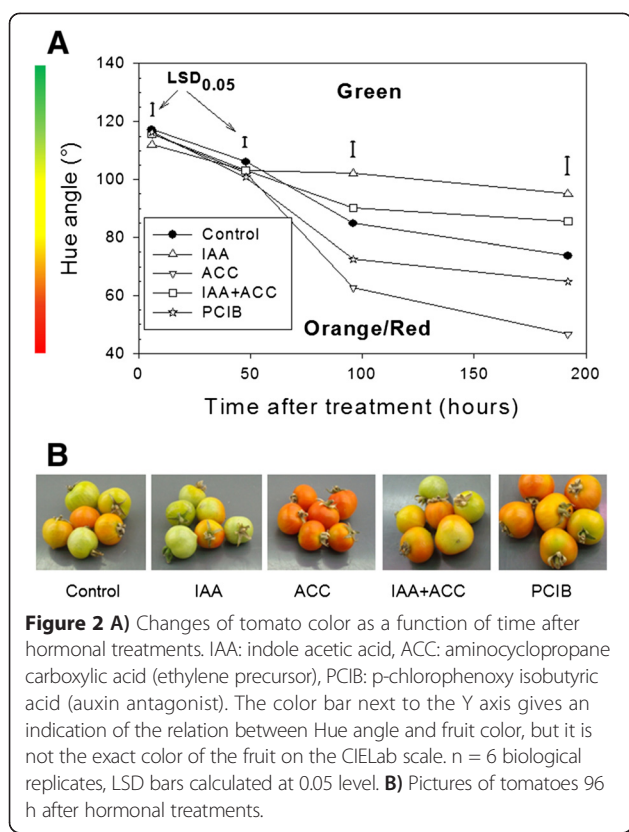 A
LSD0.05
Green
Hue angle (°)
140
120
100
80
60
40
Control
IAA
ACC
IAA+ACC
PCIB
Orange/Red
0 50 100 150 200
Time after treatment (hours)
B
Control IAA ACC IAA+ACC PCIB
Figure 2 A) Changes of tomato color as a function of time after
hormonal treatments. IAA: indole acetic acid, ACC: aminocyclopropane
carboxylic acid (ethylene precursor), PCIB: p-chlorophenoxy isobutyric
acid (auxin antagonist). The color bar next to the Y axis gives an
indication of the relation between Hue angle and fruit color, but it is
not the exact color of the fruit on the CIELab scale. n = 6 biological
replicates, LSD bars calculated at 0.05 level. B) Pictures of tomatoes 96
h after hormonal treatments.